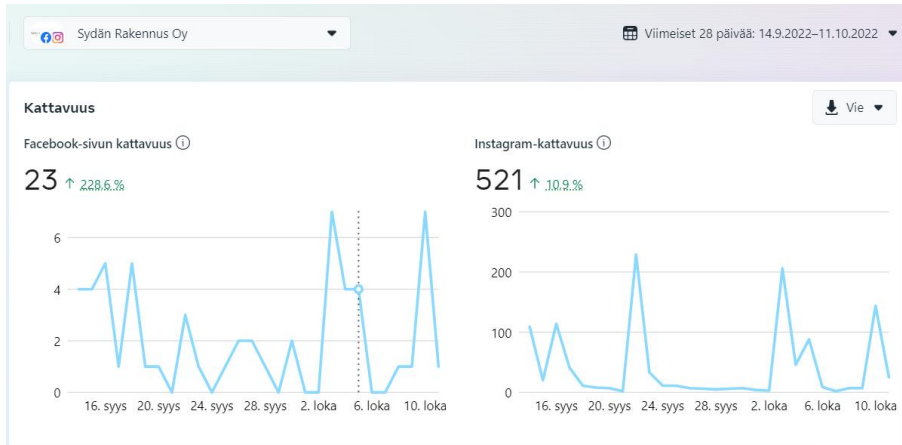 Sydän Rakennus Oy
Viimeiset 28 päivää: 14.9.2022–11.10.2022
Kattavuus
Vie
Facebook-sivun kattavuus
23 ↑ 228,6 %
6
4
2
0
16. syys 20. syys 24. syys 28. syys 2. loka 6. loka 10. loka
Instagram-kattavuus
521 ↑ 10,9 %
300
200
100
0
16. syys 20. syys 24. syys 28. syys 2. loka 6. loka 10. loka